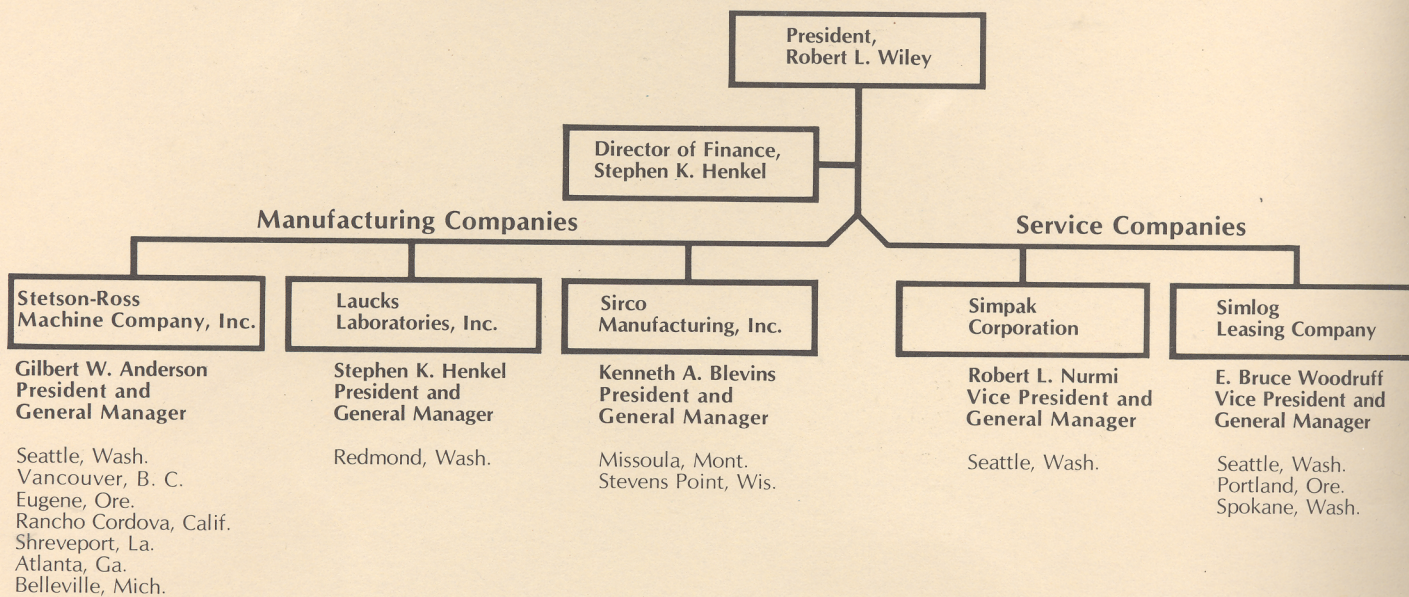 President,
Robert L. Wiley
Director of Finance,
Stephen K. Henkel
Manufacturing Companies
Service Companies
Stetson-Ross
Machine Company, Inc.
Gilbert W. Anderson
President and
General Manager
Seattle, Wash.
Vancouver, B. C.
Eugene, Ore.
Rancho Cordova, Calif.
Shreveport, La.
Atlanta, Ga.
Belleville, Mich.
Laucks
Laboratories, Inc.
Stephen K. Henkel
President and
General Manager
Redmond, Wash.
Sirco
Manufacturing, Inc.
Kenneth A. Blevins
President and
General Manager
Missoula, Mont.
Stevens Point, Wis.
Simpak
Corporation
Robert L. Nurmi
Vice President and
General Manager
Seattle, Wash.
Simlog
Leasing Company
E. Bruce Woodruff
Vice President and
General Manager
Seattle, Wash.
Portland, Ore.
Spokane, Wash.